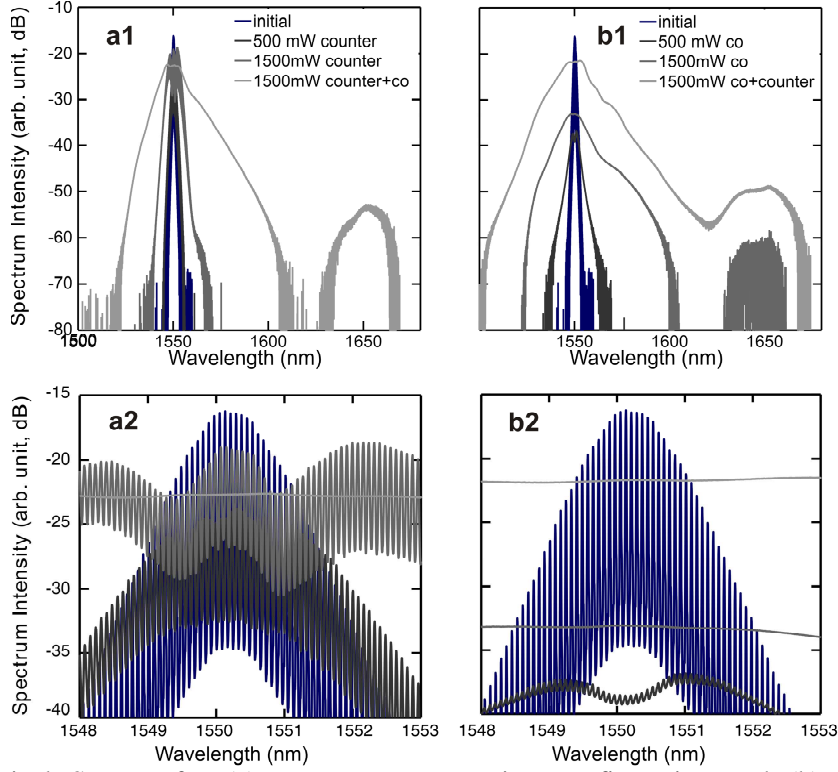 -10
-20
-30
-40
-50
-60
-70
-80
Spectrum Intensity (arb. unit, dB)
a1
initial
500 mW counter
1500mW counter
1500mW counter+co
1500
1500
1550
1600
1650
Wavelength (nm)
b1
initial
500 mW co
1500mW co
1500mW co+counter
1550
1600
1650
Wavelength (nm)
-15
-20
-25
-30
-35
-40
Spectrum Intensity (arb. unit, dB)
a2
1548
1549
1550
1551
1552
1553
Wavelength (nm)
b2
1548
1549
1550
1551
1552
1553
Wavelength (nm)